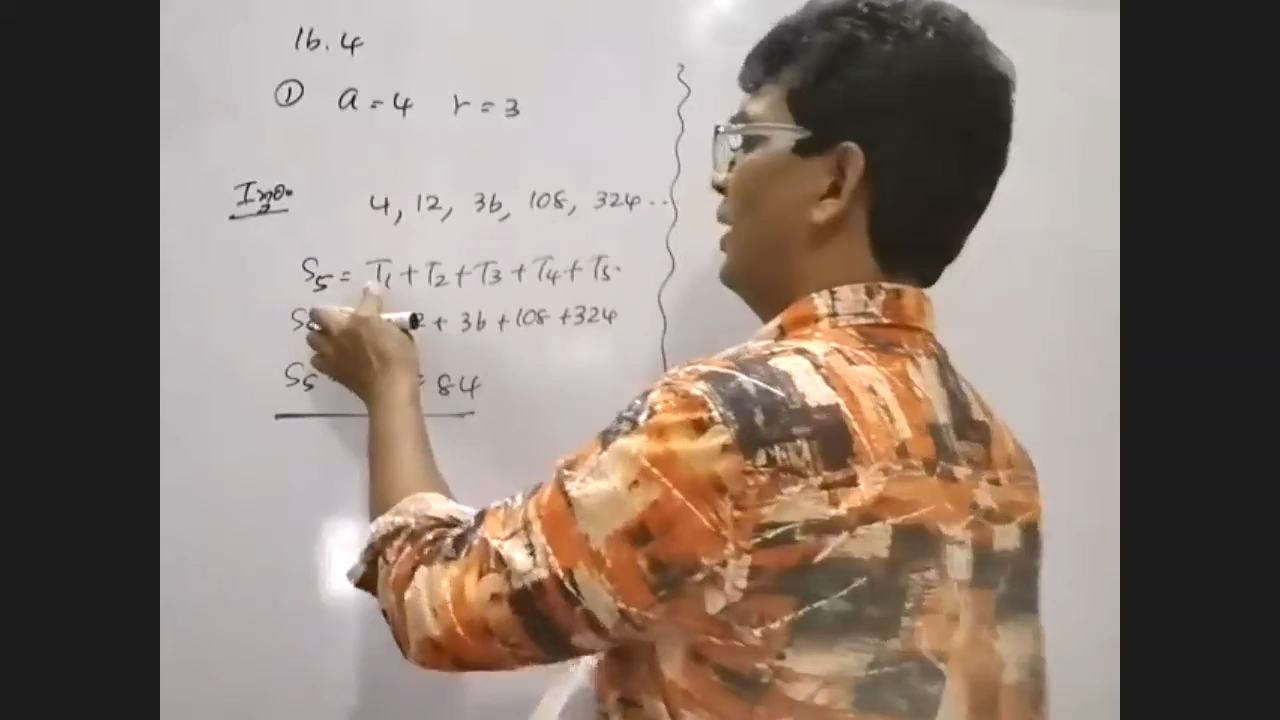 16.4
① a = 4 r = 3
4, 12, 36, 108, 324 ...
S5 = T1 + T2 + T3 + T4 + T5
+ 36 + 108 + 324
S5 = 84